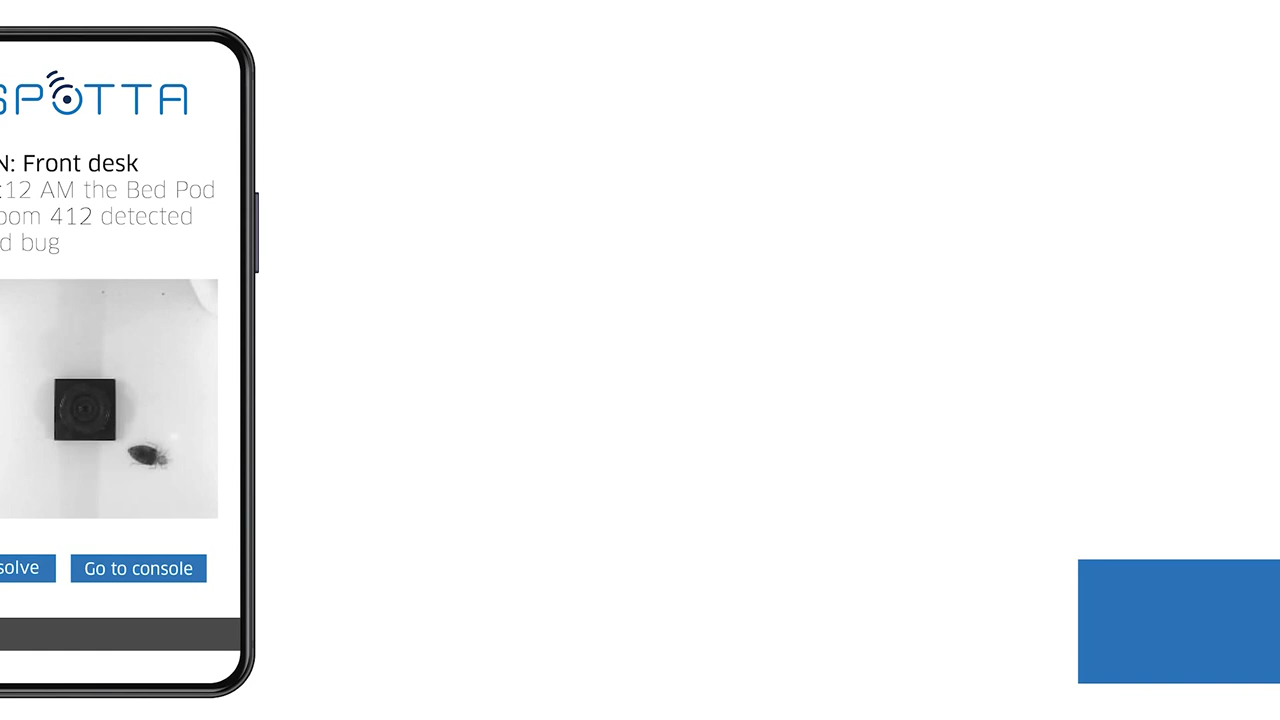 SPOTTA
N: Front desk
:12 AM the Bed Pod
oom 412 detected
d bug
solve
Go to console